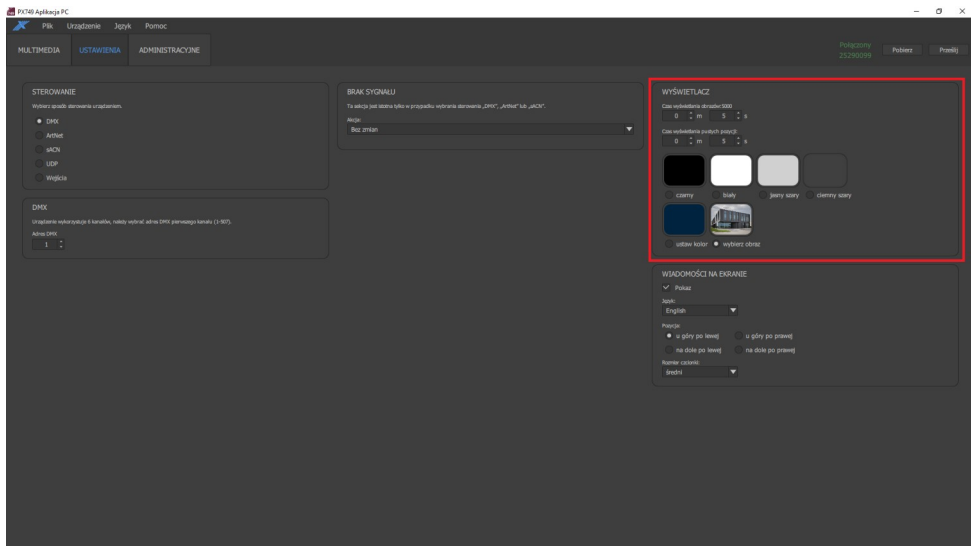 PX749 Aplikacja PC
Plik Urządzenie Język Pomoc
MULTIMEDIA USTAWIENIA ADMINISTRACYJNE
Połączony
25290099
Pobierz Prześlij
STEROWANIE
Wybierz sposób sterowania urządzeniem.
DMX
ArtNet
sACN
UDP
Wejścia
DMX
Urządzenie wykorzystuje 6 kanałów, należy wybrać adres DMX pierwszego kanału (1-507).
Adres DMX
1
BRAK SYGNAŁU
Ta sekcja jest istotna tylko w przypadku wybrania sterowania „DMX”, „ArtNet” lub „sACN”.
Akcja:
Bez zmian
WYŚWIETLACZ
Czas wyświetlania obrazów: 5000
0 m 5 s
Czas wyświetlania pustych pozycji:
0 m 5 s
czarny biały jasny szary ciemny szary
ustaw kolor wybierz obraz
WIADOMOŚCI NA EKRANIE
Pokaż
Język:
English
Pozycja:
u góry po lewej u góry po prawej
na dole po lewej na dole po prawej
Rozmiar czcionki:
średni